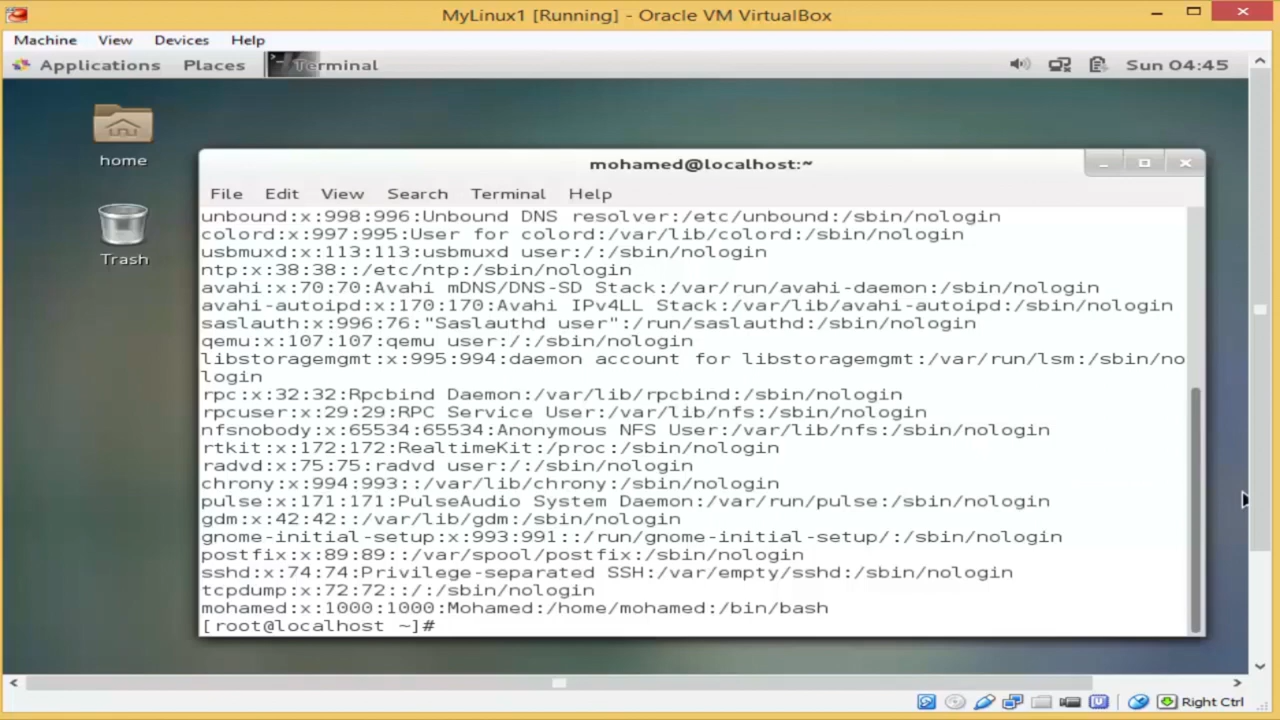 MyLinux1 [Running] - Oracle VM VirtualBox
Machine View Devices Help
Applications Places Terminal Sun 04:45
home
Trash
mohamed@localhost:~
File Edit View Search Terminal Help
unbound:x:998:996:Unbound DNS resolver:/etc/unbound:/sbin/nologin
colord:x:997:995:User for colord:/var/lib/colord:/sbin/nologin
usbmuxd:x:113:113:usbmuxd user:/:/sbin/nologin
ntp:x:38:38::/etc/ntp:/sbin/nologin
avahi:x:70:70:Avahi mDNS/DNS-SD Stack:/var/run/avahi-daemon:/sbin/nologin
avahi-autoipd:x:170:170:Avahi IPv4LL Stack:/var/lib/avahi-autoipd:/sbin/nologin
saslauth:x:996:76:"Saslauthd user":/run/saslauthd:/sbin/nologin
qemu:x:107:107:qemu user:/:/sbin/nologin
libstoragemgmt:x:995:994:daemon account for libstoragemgmt:/var/run/lsm:/sbin/no
login
rpc:x:32:32:Rpcbind Daemon:/var/lib/rpcbind:/sbin/nologin
rpcuser:x:29:29:RPC Service User:/var/lib/nfs:/sbin/nologin
nfsnobody:x:65534:65534:Anonymous NFS User:/var/lib/nfs:/sbin/nologin
rtkit:x:172:172:RealtimeKit:/proc:/sbin/nologin
radvd:x:75:75:radvd user:/:/sbin/nologin
chrony:x:994:993::/var/lib/chrony:/sbin/nologin
pulse:x:171:171:PulseAudio System Daemon:/var/run/pulse:/sbin/nologin
gdm:x:42:42::/var/lib/gdm:/sbin/nologin
gnome-initial-setup:x:993:991::/run/gnome-initial-setup/:/sbin/nologin
postfix:x:89:89::/var/spool/postfix:/sbin/nologin
sshd:x:74:74:Privilege-separated SSH:/var/empty/sshd:/sbin/nologin
tcpdump:x:72:72::/:/sbin/nologin
mohamed:x:1000:1000:Mohamed:/home/mohamed:/bin/bash
[root@localhost ~]#
Right Ctrl